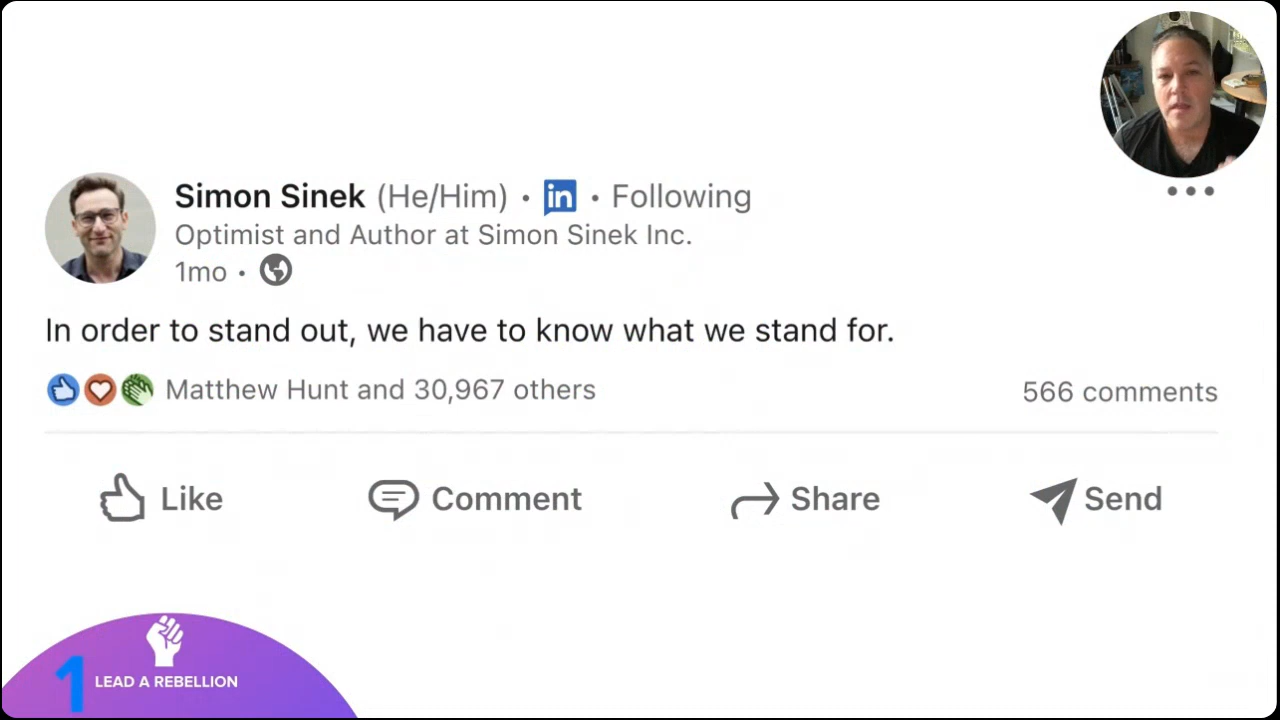 Simon Sinek (He/Him) • in • Following
Optimist and Author at Simon Sinek Inc.
1mo •
In order to stand out, we have to know what we stand for.
Matthew Hunt and 30,967 others
566 comments
Like
Comment
Share
Send
1
LEAD A REBELLION